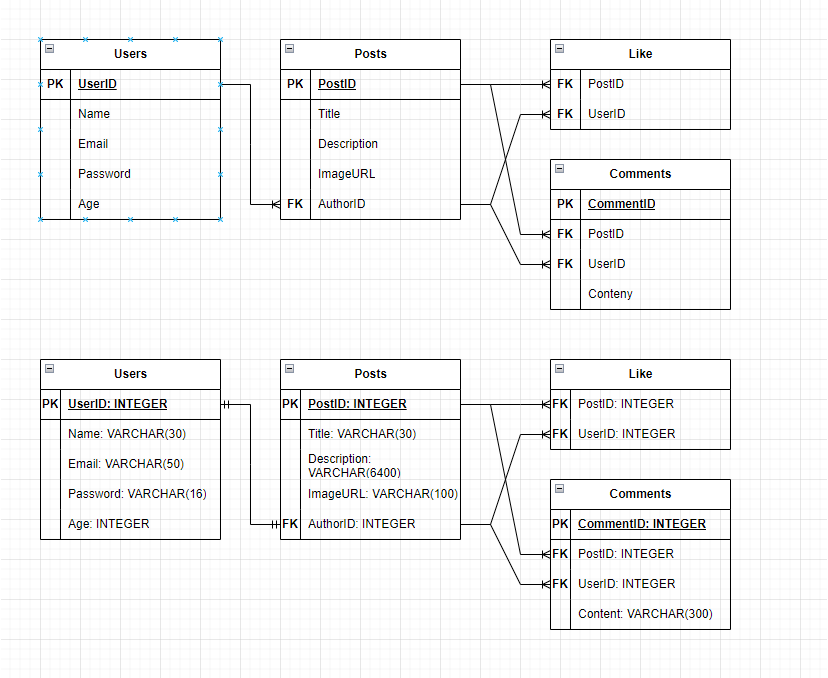 Users
PK UserID
Name
Email
Password
Age
Posts
PK PostID
Title
Description
ImageURL
FK AuthorID
Like
FK PostID
FK UserID
Comments
PK CommentID
FK PostID
FK UserID
Conteny
Users
PK UserID: INTEGER
Name: VARCHAR(30)
Email: VARCHAR(50)
Password: VARCHAR(16)
Age: INTEGER
Posts
PK PostID: INTEGER
Title: VARCHAR(30)
Description:
VARCHAR(6400)
ImageURL: VARCHAR(100)
FK AuthorID: INTEGER
Like
FK PostID: INTEGER
FK UserID: INTEGER
Comments
PK CommentID: INTEGER
FK PostID: INTEGER
FK UserID: INTEGER
Content: VARCHAR(300)